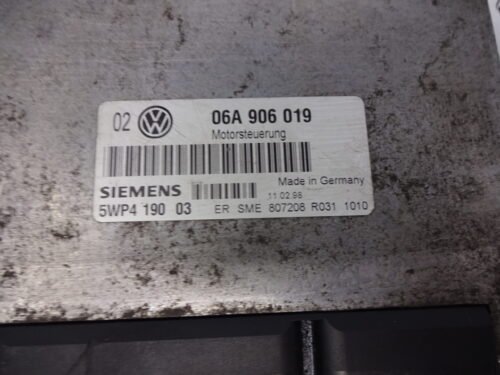 02 VW 06A 906 019
Motorsteuerung
SIEMENS Made in Germany
11 02 98
5WP4 190 03 ER SME 807208 R031 1010